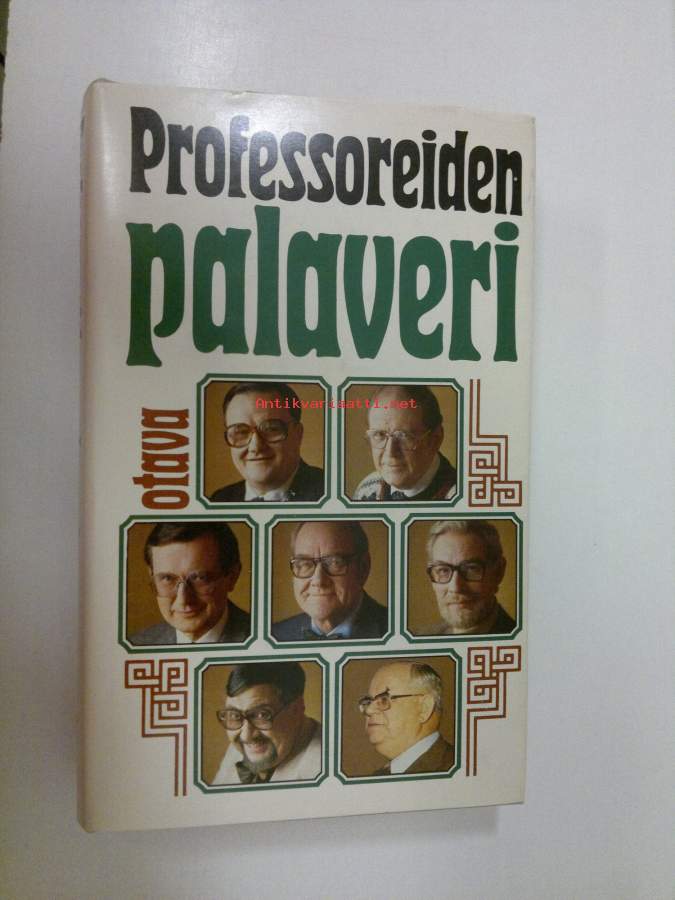 Professoreiden
palaveri
otava
Antikvariaatti.net